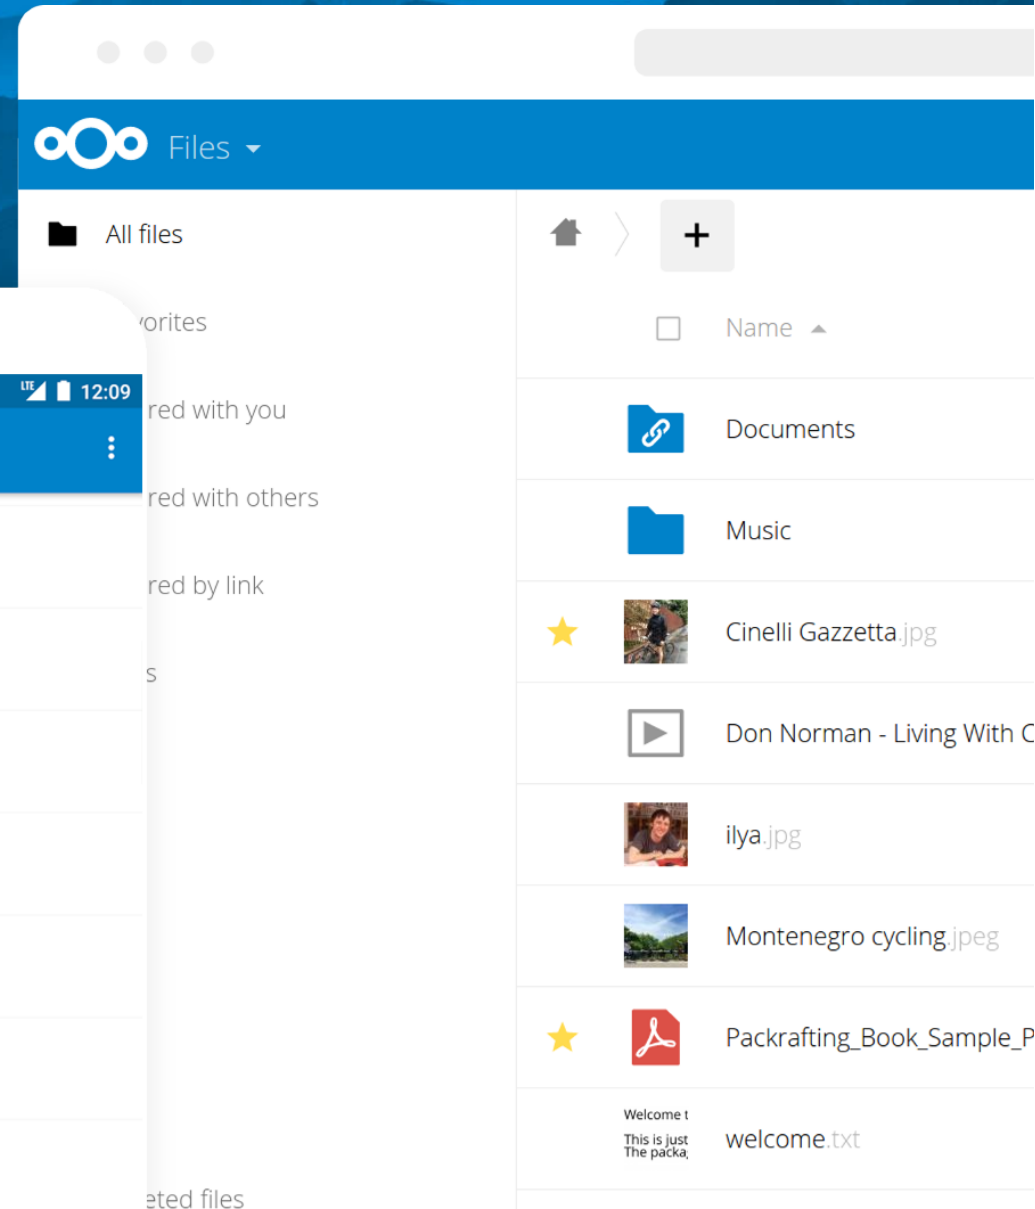 Files
All files
vorites
LTE 12:09
red with you
red with others
red by link
s
eted files
Name
Documents
Music
Cinelli Gazzetta.jpg
Don Norman - Living With C
ilya.jpg
Montenegro cycling.jpeg
Packrafting_Book_Sample_P
Welcome t
This is just
The packa
welcome.txt